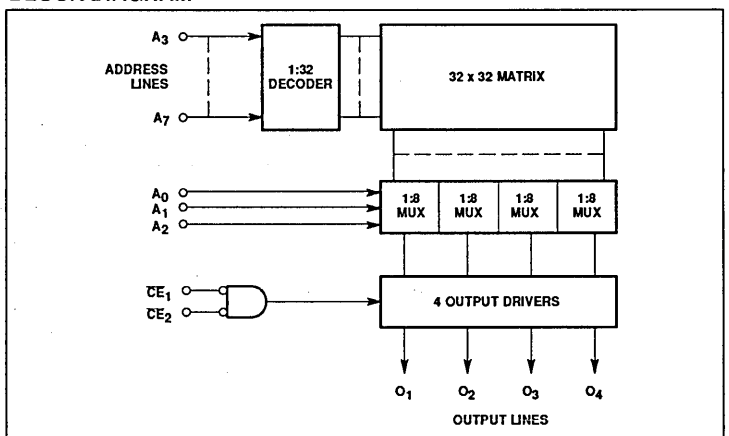 A3
ADDRESS LINES
A7
1:32 DECODER
32 x 32 MATRIX
A0
A1
A2
1:8 MUX
1:8 MUX
1:8 MUX
1:8 MUX
CE1
CE2
4 OUTPUT DRIVERS
O1 O2 O3 O4
OUTPUT LINES